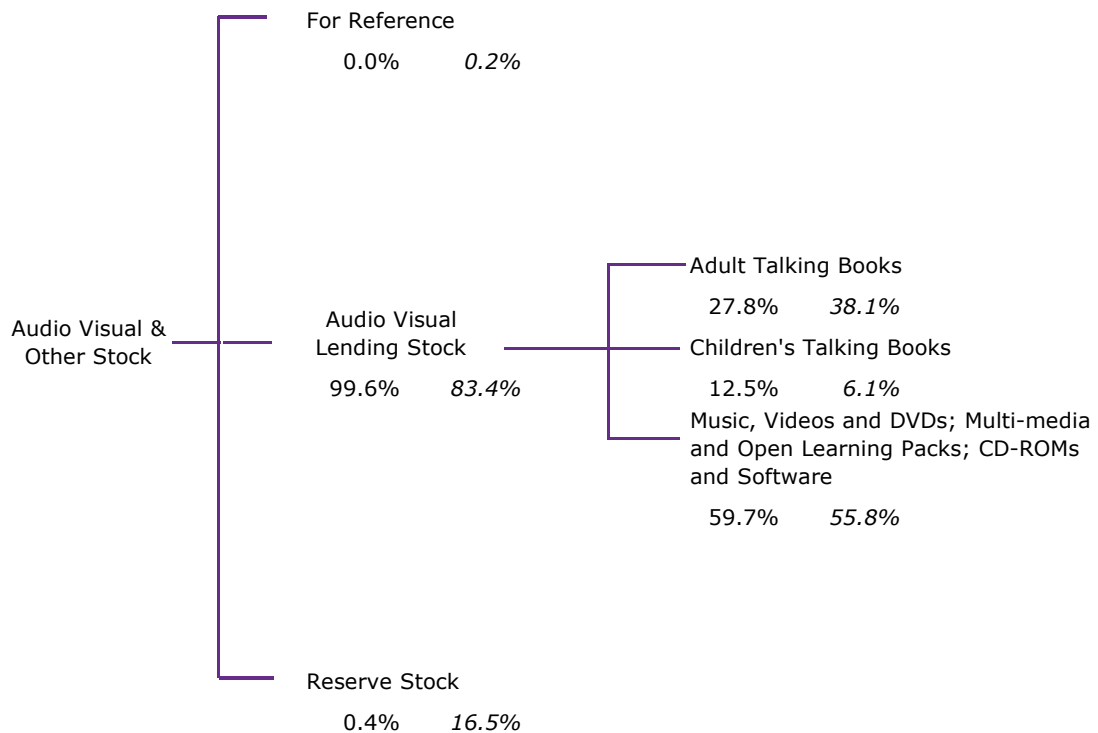 For Reference
0.0% 0.2%
Audio Visual &
Other Stock
Audio Visual
Lending Stock
99.6% 83.4%
Adult Talking Books
27.8% 38.1%
Children's Talking Books
12.5% 6.1%
Music, Videos and DVDs; Multi-media
and Open Learning Packs; CD-ROMs
and Software
59.7% 55.8%
Reserve Stock
0.4% 16.5%